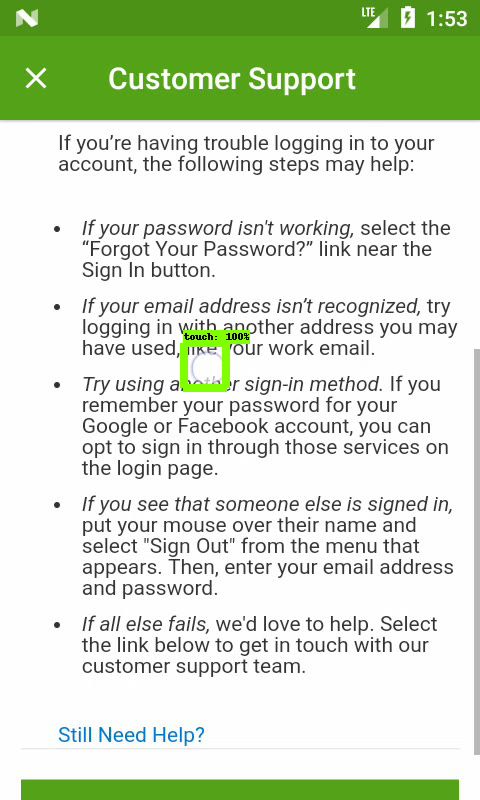 LTE 1:53
Customer Support
If you’re having trouble logging in to your
account, the following steps may help:
• If your password isn't working, select the
“Forgot Your Password?” link near the
Sign In button.
• If your email address isn’t recognized, try
logging in with another address you may
touch: 100%
have used, like your work email.
• Try using another sign-in method. If you
remember your password for your
Google or Facebook account, you can
opt to sign in through those services on
the login page.
• If you see that someone else is signed in,
put your mouse over their name and
select "Sign Out" from the menu that
appears. Then, enter your email address
and password.
• If all else fails, we'd love to help. Select
the link below to get in touch with our
customer support team.
Still Need Help?